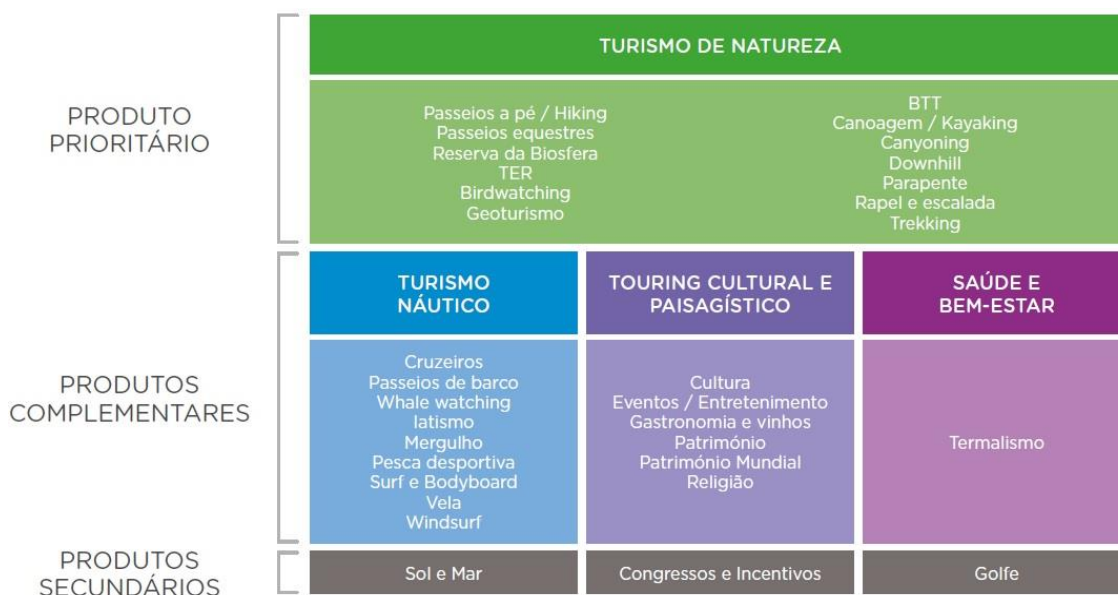 TURISMO DE NATUREZA
PRODUTO
PRIORITÁRIO
Passeios a pé / Hiking
Passeios equestres
Reserva da Biosfera
TER
Birdwatching
Geoturismo
BTT
Canoagem / Kayaking
Canyoning
Downhill
Parapente
Rapel e escalada
Trekking
PRODUTOS
COMPLEMENTARES
TURISMO
NÁUTICO
Cruzeiros
Passeios de barco
Whale watching
Iatismo
Mergulho
Pesca desportiva
Surf e Bodyboard
Vela
Windsurf
TOURING CULTURAL E
PAISAGÍSTICO
Cultura
Eventos / Entretenimento
Gastronomia e vinhos
Património
Património Mundial
Religião
SAÚDE E
BEM-ESTAR
Termalismo
PRODUTOS
SECUNDÁRIOS
Sol e Mar
Congressos e Incentivos
Golfe